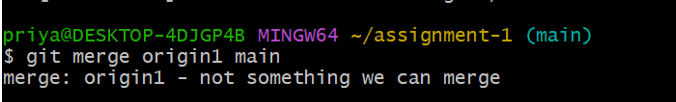 priya@DESKTOP-4DJGP4B MINGW64 ~/assignment-1 (main)
$ git merge origin1 main
merge: origin1 - not something we can merge